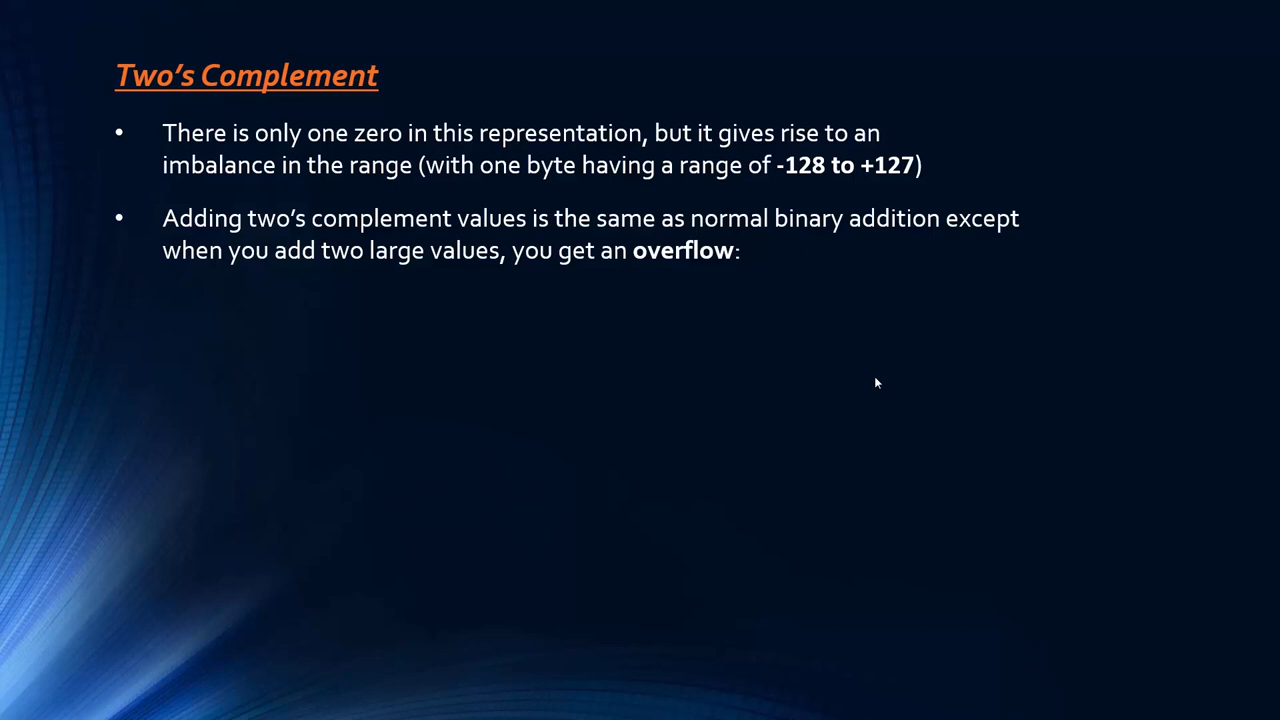 Two's Complement
• There is only one zero in this representation, but it gives rise to an
imbalance in the range (with one byte having a range of -128 to +127)
• Adding two's complement values is the same as normal binary addition except
when you add two large values, you get an overflow: